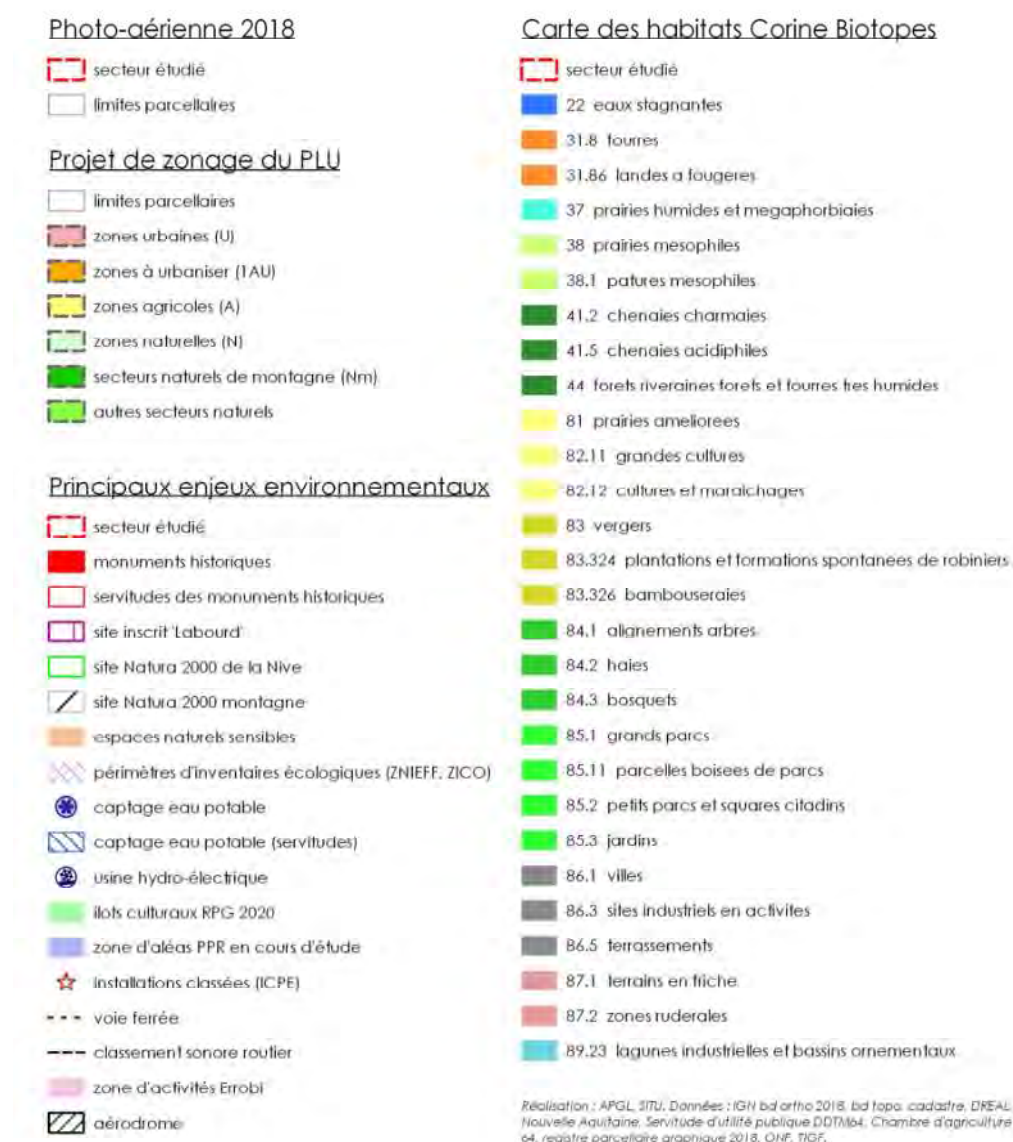 Photo-aérienne 2018
secteur étudié
limites parcellaires
Projet de zonage du PLU
limites parcellaires
zones urbaines (U)
zones à urbaniser (1AU)
zones agricoles (A)
zones naturelles (N)
secteurs naturels de montagne (Nm)
autres secteurs naturels
Principaux enjeux environnementaux
secteur étudié
monuments historiques
servitudes des monuments historiques
site inscrit 'Labourd'
site Natura 2000 de la Nive
site Natura 2000 montagne
espaces naturels sensibles
périmètres d'inventaires écologiques (ZNIEFF, ZICO)
captage eau potable
captage eau potable (servitudes)
usine hydro-électrique
ilots culturaux RPG 2020
zone d'aléas PPR en cours d'étude
installations classées (ICPE)
voie ferrée
classement sonore routier
zone d'activités Errobi
aérodrome
Carte des habitats Corine Biotopes
secteur étudié
22 eaux stagnantes
31.8 fourres
31.86 landes a fougeres
37 prairies humides et megaphorbiaies
38 prairies mesophiles
38.1 patures mesophiles
41.2 chenaies charmaies
41.5 chenaies acidiphiles
44 forets riveraines forets et fourres tres humides
81 prairies ameliorees
82.11 grandes cultures
82.12 cultures et maraichages
83 vergers
83.324 plantations et formations spontanees de robiniers
83.326 bambouseraies
84.1 alignements arbres
84.2 haies
84.3 bosquets
85.1 grands parcs
85.11 parcelles boisees de parcs
85.2 petits parcs et squares citadins
85.3 jardins
86.1 villes
86.3 sites industriels en activites
86.5 terrassements
87.1 terrains en friche
87.2 zones ruderales
89.23 lagunes industrielles et bassins ornementaux
Réalisation : APGL, SITU. Données : IGN bd ortho 2018, bd topo, cadastre, DREAL
Nouvelle Aquitaine, Servitude d'utilité publique DDTM64, Chambre d'agriculture
64, registre parcellaire graphique 2018, ONF, TIGF.